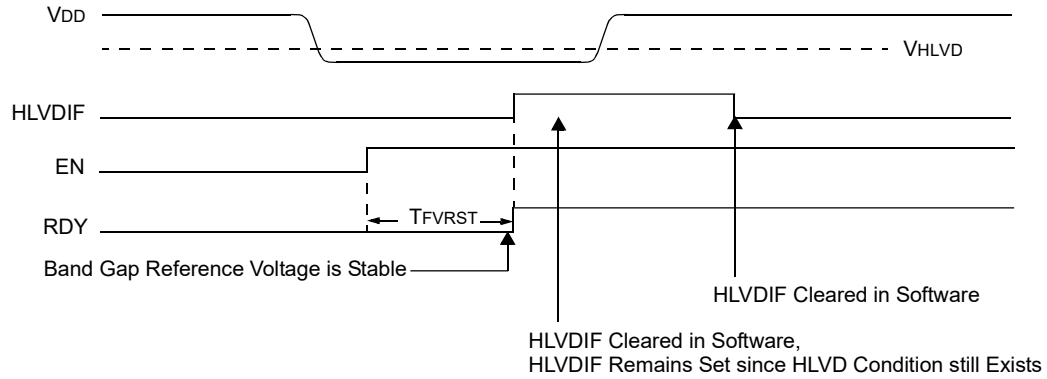 VDD
VHLVD
HLVDIF
EN
TFVRST
RDY
Band Gap Reference Voltage is Stable
HLVDIF Cleared in Software
HLVDIF Cleared in Software,
HLVDIF Remains Set since HLVD Condition still Exists